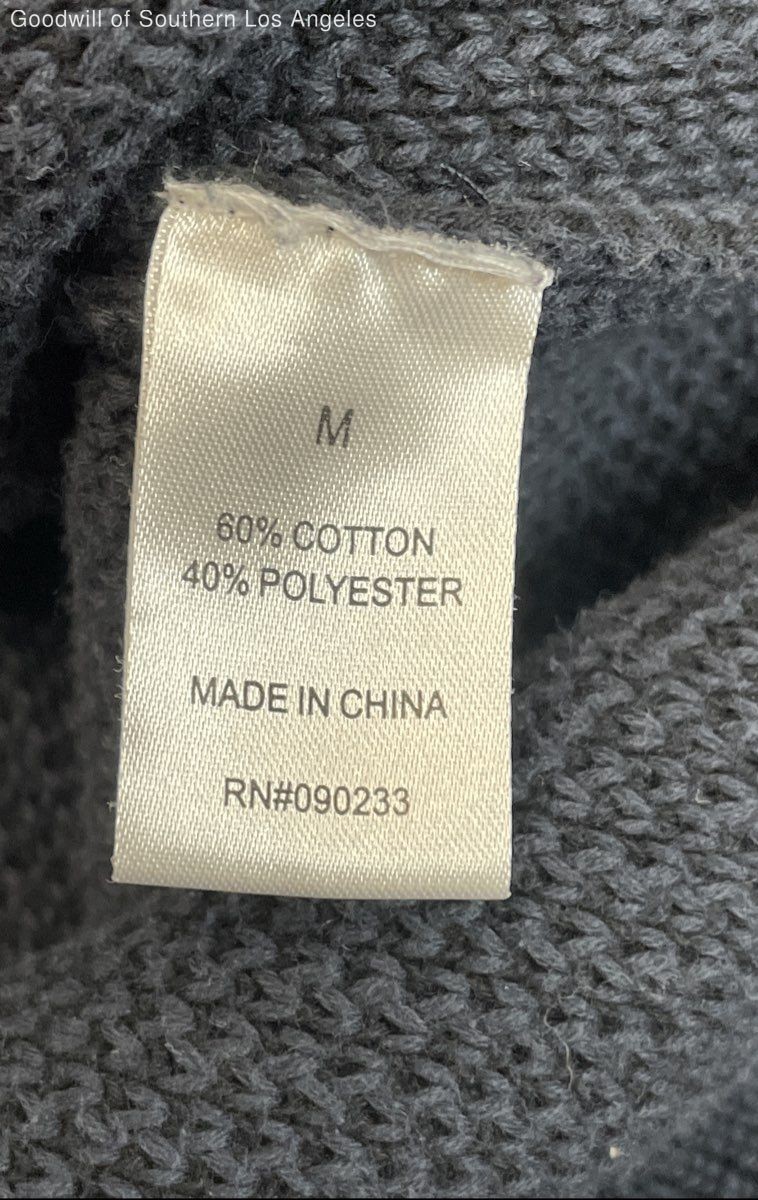 Goodwill of Southern Los Angeles
M
60% COTTON
40% POLYESTER
MADE IN CHINA
RN#090233